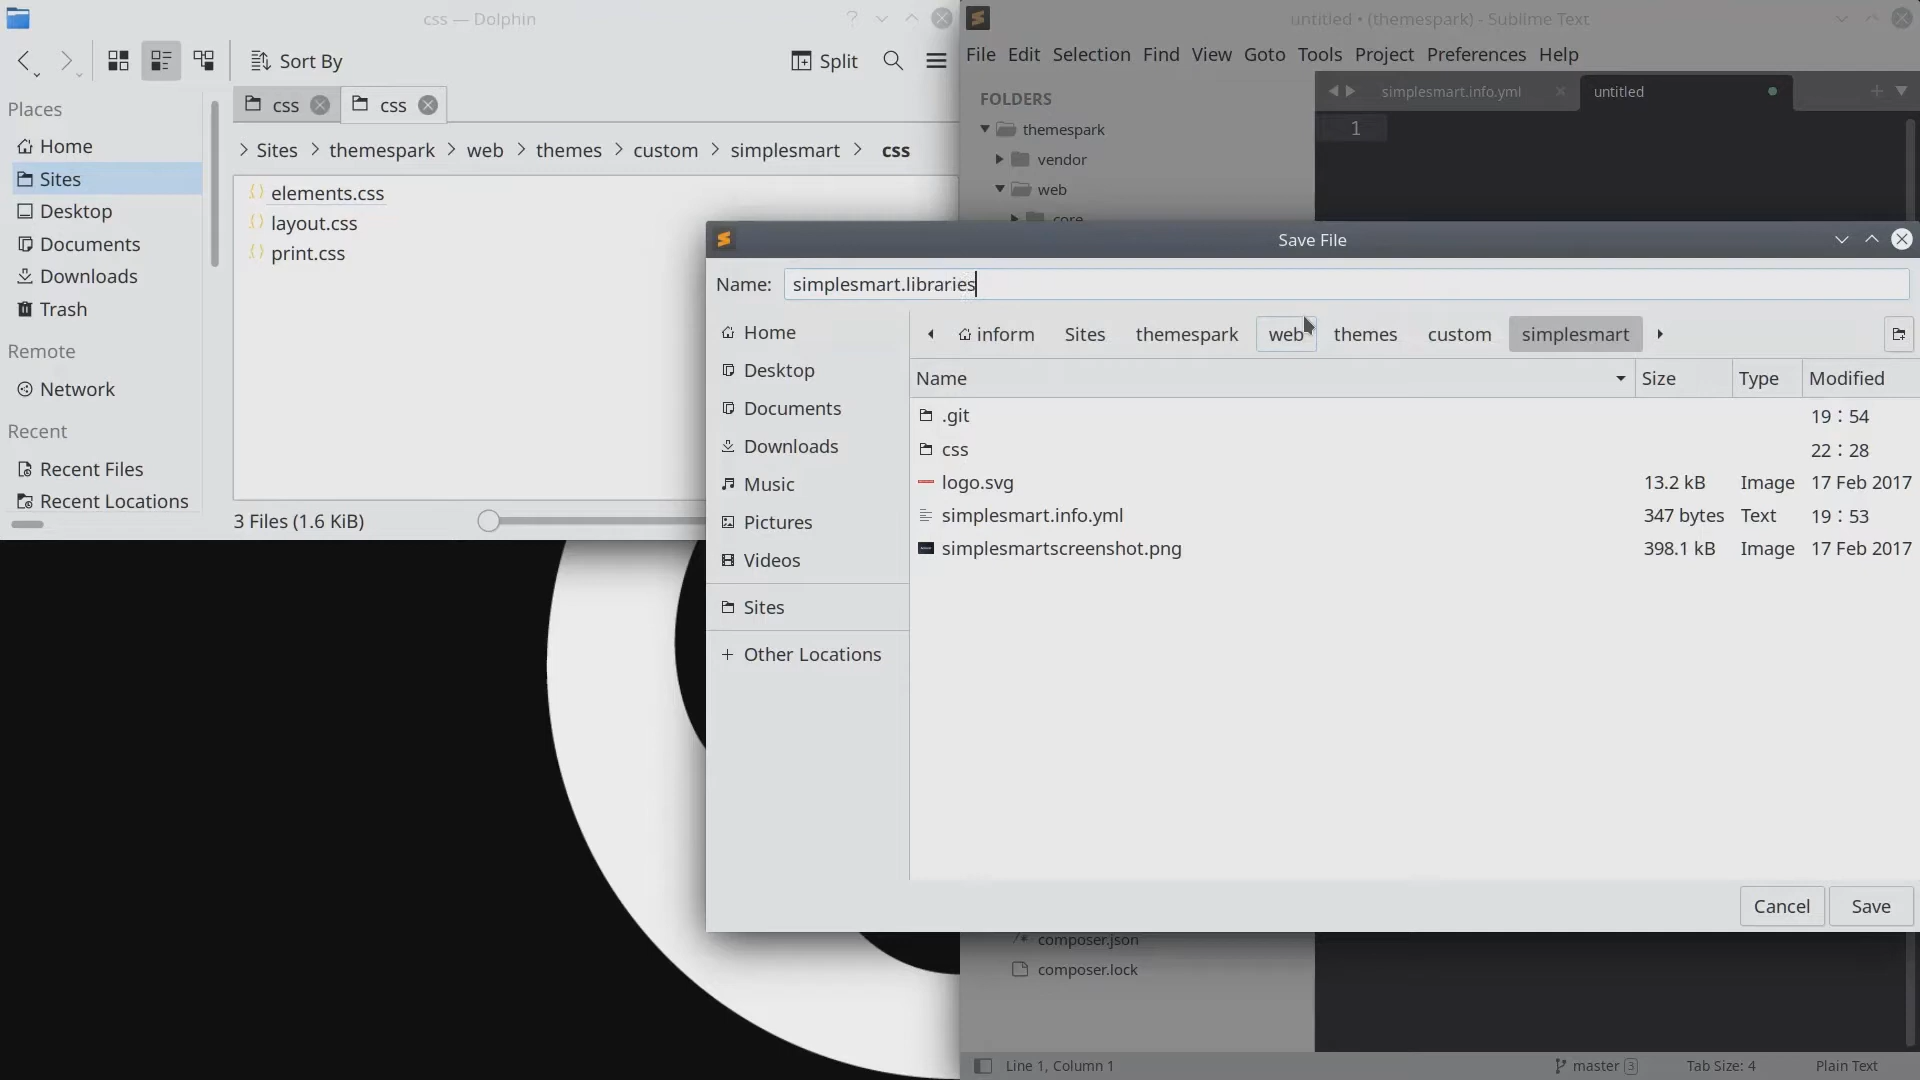 css — Dolphin
?
Sort By
Split
Places
Home
Sites
Desktop
Documents
Downloads
Trash
Remote
Network
Recent
Recent Files
Recent Locations
css
css
> Sites > themespark > web > themes > custom > simplesmart > css
elements.css
layout.css
print.css
3 Files (1.6 KiB)
untitled • (themespark) - Sublime Text
File Edit Selection Find View Goto Tools Project Preferences Help
FOLDERS
themespark
vendor
web
core
simplesmart.info.yml
untitled
1
Save File
Name: simplesmart.libraries
Home
Desktop
Documents
Downloads
Music
Pictures
Videos
Sites
+ Other Locations
inform Sites themespark web themes custom simplesmart
Name Size Type Modified
.git 19 : 54
css 22 : 28
logo.svg 13.2 kB Image 17 Feb 2017
simplesmart.info.yml 347 bytes Text 19 : 53
simplesmartscreenshot.png 398.1 kB Image 17 Feb 2017
Cancel Save
/* composer.json
composer.lock
Line 1, Column 1
master 3
Tab Size: 4
Plain Text